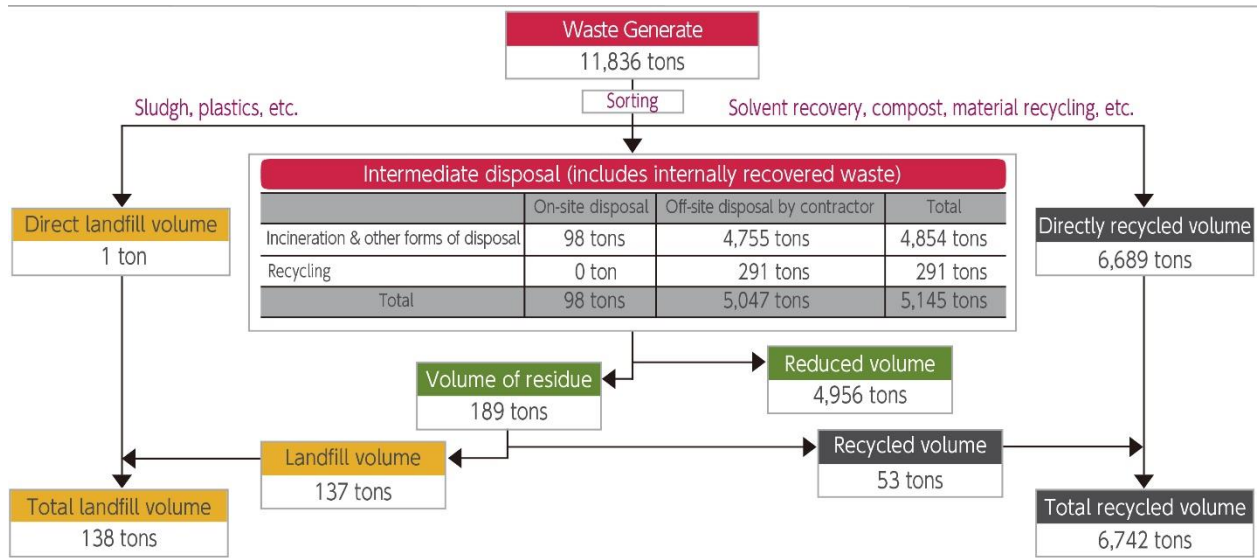 Waste Generate
11,836 tons
Sorting
Sludgh, plastics, etc.
Solvent recovery, compost, material recycling, etc.
Intermediate disposal (includes internally recovered waste)
On-site disposal Off-site disposal by contractor Total
Incineration & other forms of disposal 98 tons 4,755 tons 4,854 tons
Recycling 0 ton 291 tons 291 tons
Total 98 tons 5,047 tons 5,145 tons
Direct landfill volume
1 ton
Directly recycled volume
6,689 tons
Volume of residue
189 tons
Reduced volume
4,956 tons
Landfill volume
137 tons
Recycled volume
53 tons
Total landfill volume
138 tons
Total recycled volume
6,742 tons